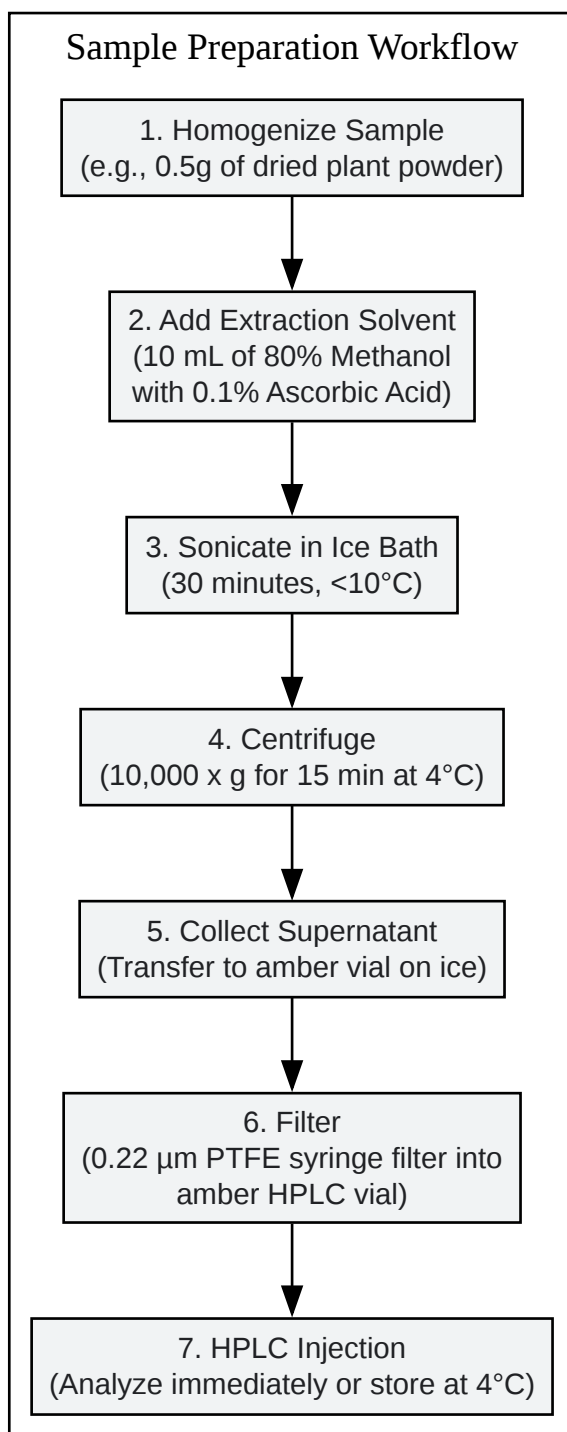 Sample Preparation Workflow
1. Homogenize Sample
(e.g., 0.5g of dried plant powder)
2. Add Extraction Solvent
(10 mL of 80% Methanol
with 0.1% Ascorbic Acid)
3. Sonicate in Ice Bath
(30 minutes, <10°C)
4. Centrifuge
(10,000 x g for 15 min at 4°C)
5. Collect Supernatant
(Transfer to amber vial on ice)
6. Filter
(0.22 µm PTFE syringe filter into
amber HPLC vial)
7. HPLC Injection
(Analyze immediately or store at 4°C)